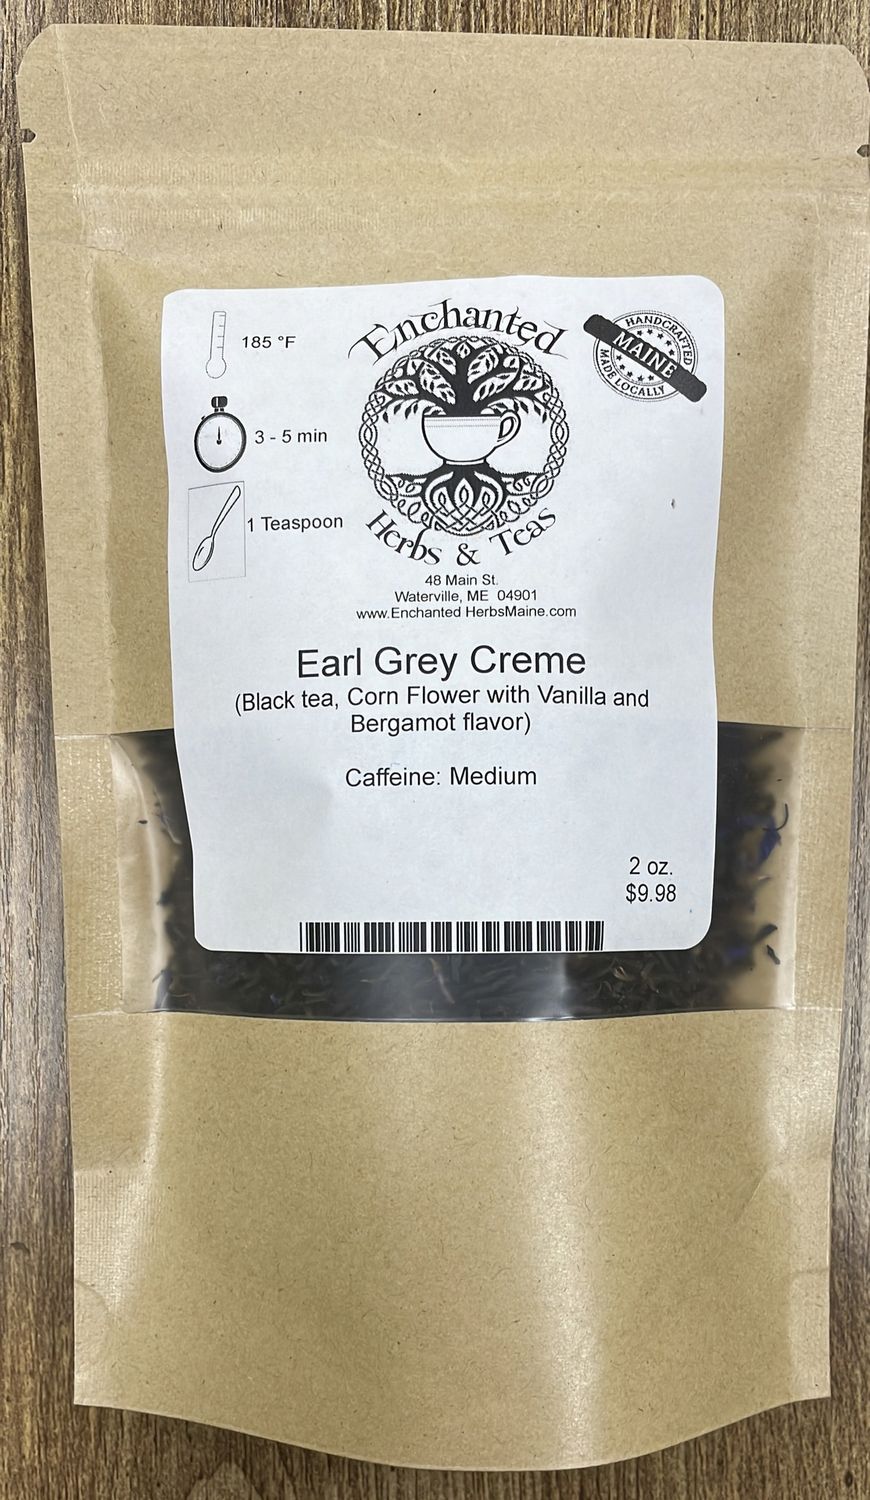 185 °F
3 - 5 min
1 Teaspoon
Enchanted
Herbs & Teas
HANDCRAFTED
MAINE
MADE LOCALLY
48 Main St.
Waterville, ME 04901
www.Enchanted HerbsMaine.com
Earl Grey Creme
(Black tea, Corn Flower with Vanilla and
Bergamot flavor)
Caffeine: Medium
2 oz.
$9.98